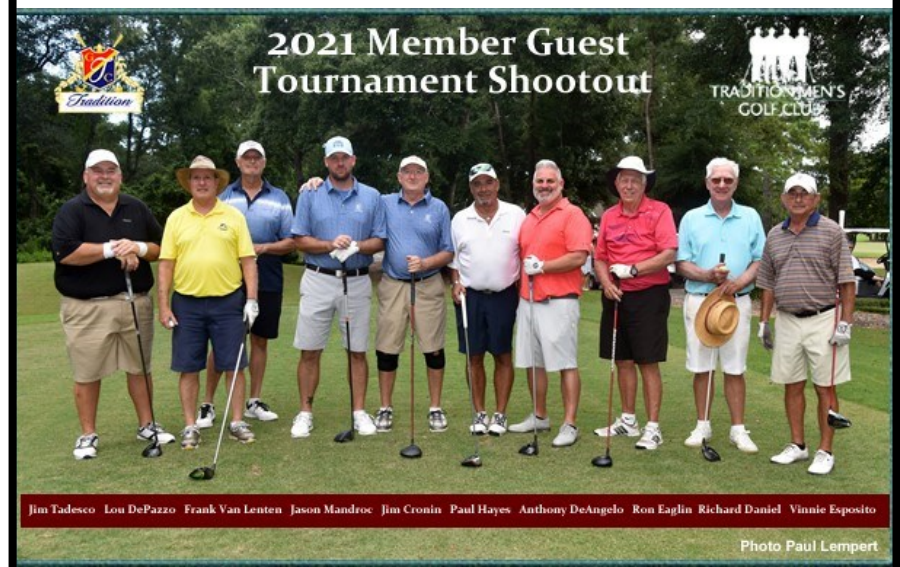 2021 Member Guest
Tournament Shootout
Tradition
TRADITION MEN'S
GOLF CLUB
Jim Tadesco Lou DePazzo Frank Van Lenten Jason Mandroc Jim Cronin Paul Hayes Anthony DeAngelo Ron Eaglin Richard Daniel Vinnie Esposito
Photo Paul Lempert